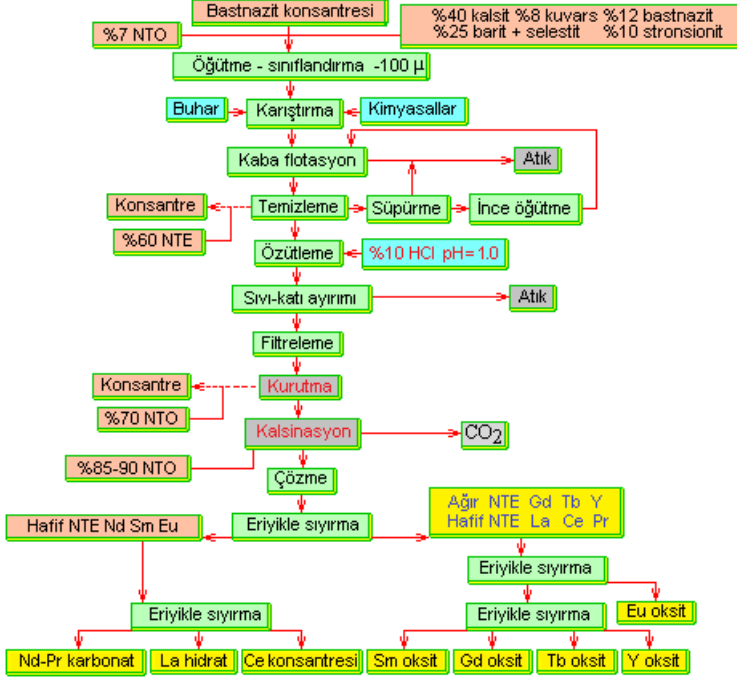 Bastnazit konsantresi
%7 NTO
%40 kalsit %8 kuvars %12 bastnazit
%25 barit + selestit %10 stronsionit
Öğütme - sınıflandırma -100 µ
Buhar
Karıştırma
Kimyasallar
Kaba flotasyon
Atık
Konsantre
Temizleme
Süpürme
İnce öğütme
%60 NTE
Özütleme
%10 HCl pH= 1.0
Sıvı-katı ayırımı
Atık
Filtreleme
Konsantre
Kurutma
%70 NTO
Kalsinasyon
CO2
%85-90 NTO
Çözme
Ağır NTE Gd Tb Y
Hafif NTE La Ce Pr
Hafif NTE Nd Sm Eu
Eriyikle sıyırma
Eriyikle sıyırma
Eu oksit
Eriyikle sıyırma
Eriyikle sıyırma
Nd-Pr karbonat
La hidrat
Ce konsantresi
Sm oksit
Gd oksit
Tb oksit
Y oksit